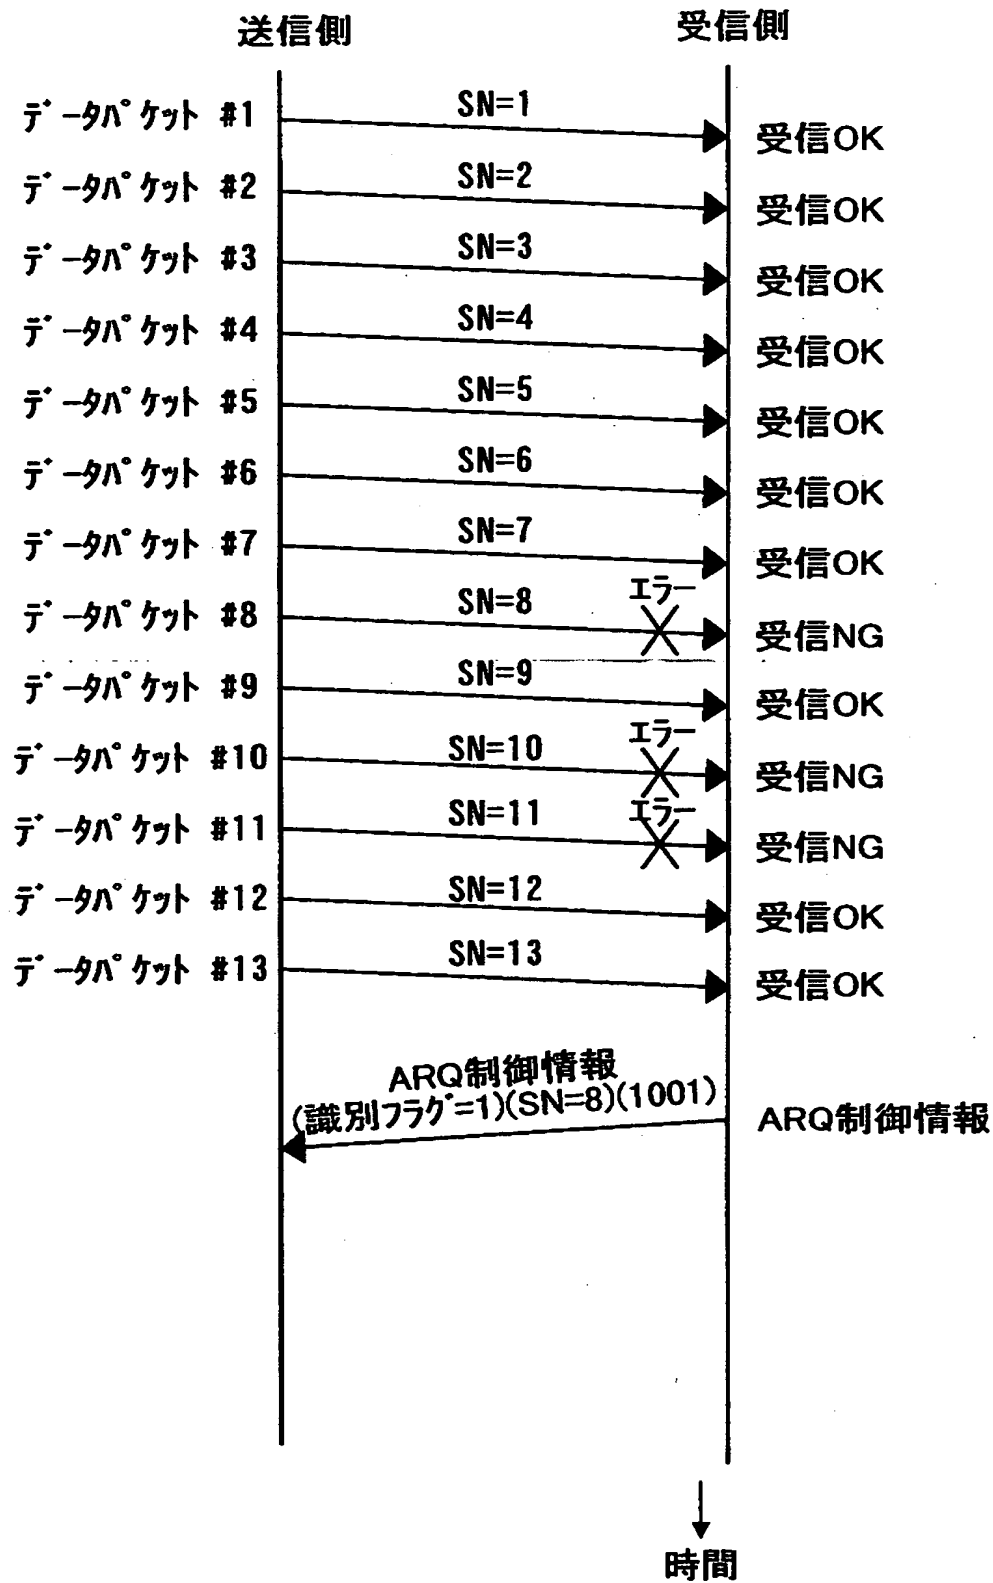 送信側
受信側
ﾃﾞｰﾀﾊﾟｹｯﾄ #1
SN=1
受信OK
ﾃﾞｰﾀﾊﾟｹｯﾄ #2
SN=2
受信OK
ﾃﾞｰﾀﾊﾟｹｯﾄ #3
SN=3
受信OK
ﾃﾞｰﾀﾊﾟｹｯﾄ #4
SN=4
受信OK
ﾃﾞｰﾀﾊﾟｹｯﾄ #5
SN=5
受信OK
ﾃﾞｰﾀﾊﾟｹｯﾄ #6
SN=6
受信OK
ﾃﾞｰﾀﾊﾟｹｯﾄ #7
SN=7
受信OK
ﾃﾞｰﾀﾊﾟｹｯﾄ #8
SN=8
エラー
受信NG
ﾃﾞｰﾀﾊﾟｹｯﾄ #9
SN=9
受信OK
ﾃﾞｰﾀﾊﾟｹｯﾄ #10
SN=10
エラー
受信NG
ﾃﾞｰﾀﾊﾟｹｯﾄ #11
SN=11
エラー
受信NG
ﾃﾞｰﾀﾊﾟｹｯﾄ #12
SN=12
受信OK
ﾃﾞｰﾀﾊﾟｹｯﾄ #13
SN=13
受信OK
ARQ制御情報
(識別ﾌﾗｸﾞ=1)(SN=8)(1001)
ARQ制御情報
時間